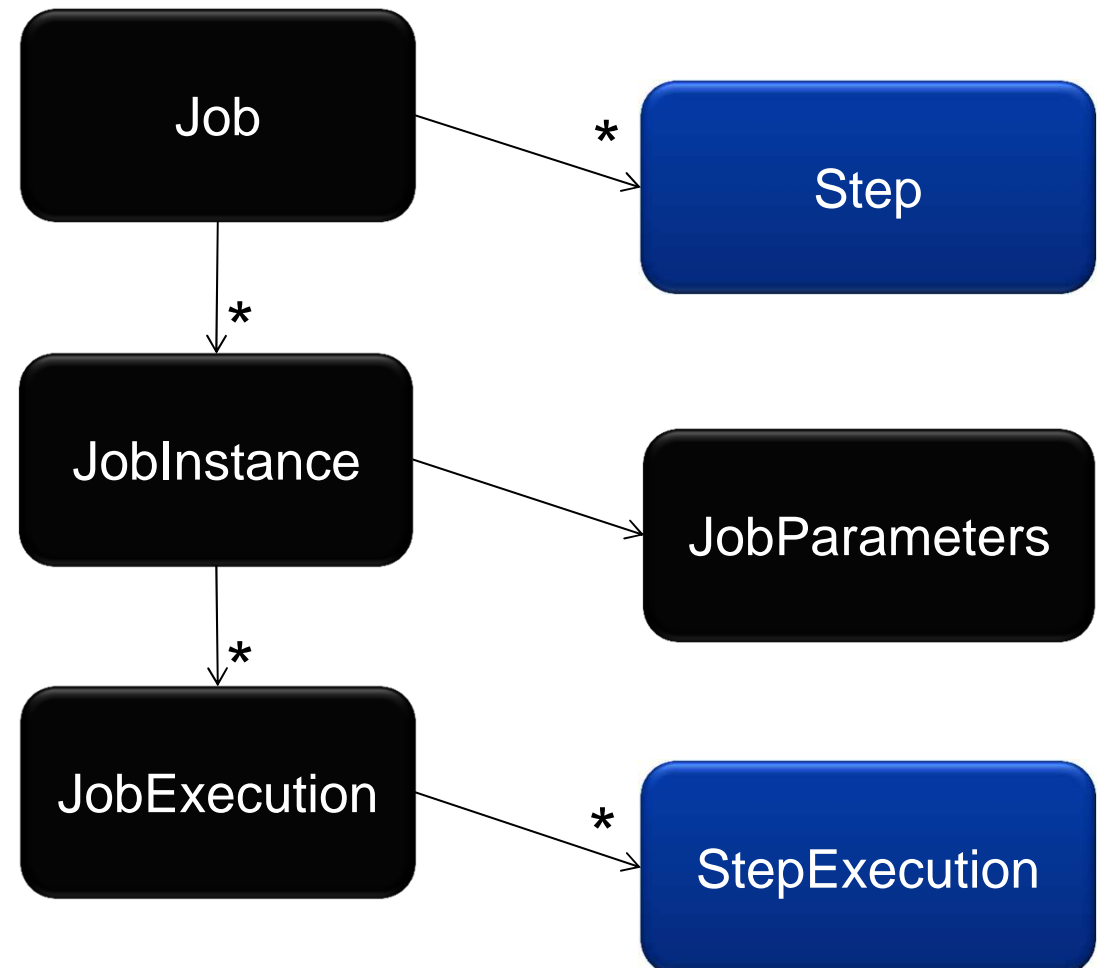 Job
*
Step
*
JobInstance
JobParameters
*
JobExecution
*
StepExecution